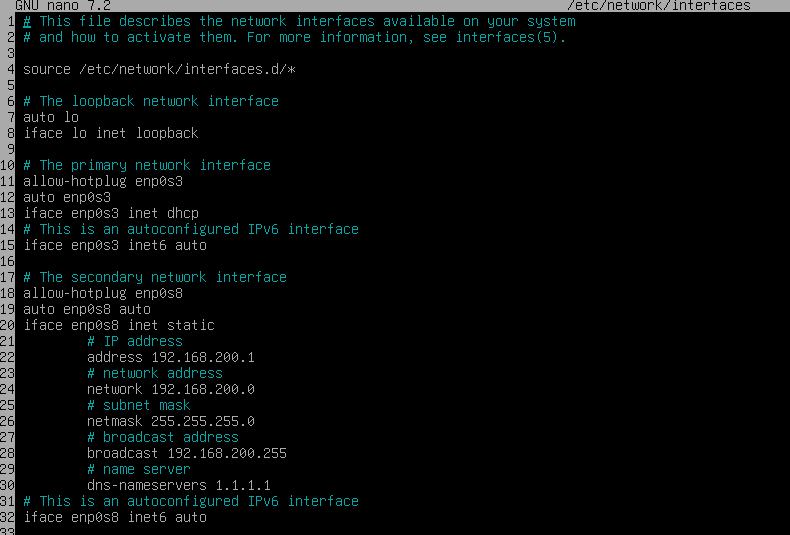 GNU nano 7.2 /etc/network/interfaces
1 # This file describes the network interfaces available on your system
2 # and how to activate them. For more information, see interfaces(5).
3
4 source /etc/network/interfaces.d/*
5
6 # The loopback network interface
7 auto lo
8 iface lo inet loopback
9
10 # The primary network interface
11 allow-hotplug enp0s3
12 auto enp0s3
13 iface enp0s3 inet dhcp
14 # This is an autoconfigured IPv6 interface
15 iface enp0s3 inet6 auto
16
17 # The secondary network interface
18 allow-hotplug enp0s8
19 auto enp0s8 auto
20 iface enp0s8 inet static
21 # IP address
22 address 192.168.200.1
23 # network address
24 network 192.168.200.0
25 # subnet mask
26 netmask 255.255.255.0
27 # broadcast address
28 broadcast 192.168.200.255
29 # name server
30 dns-nameservers 1.1.1.1
31 # This is an autoconfigured IPv6 interface
32 iface enp0s8 inet6 auto
33